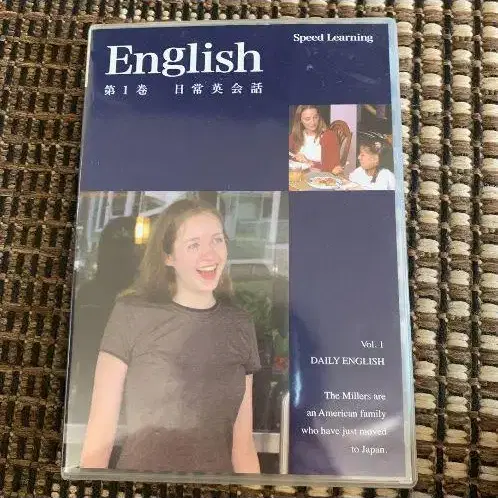 Speed Learning
English
第1巻 日常英会話
Vol. 1
DAILY ENGLISH
The Millers are
an American family
who have just moved
to Japan.